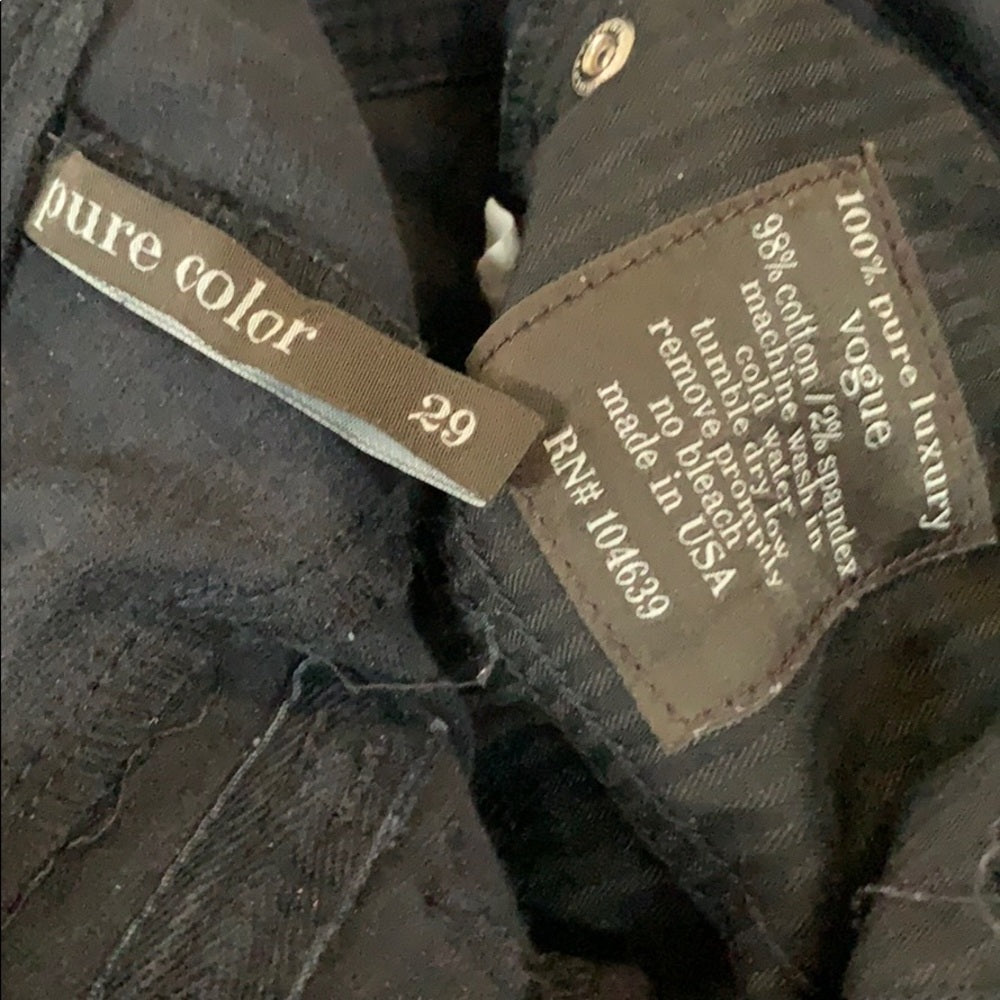 pure color
29
100% pure luxury
vogue
98% cotton / 2% spandex
machine wash in
cold water
tumble dry low
remove promptly
no bleach
made in USA
RN# 104639